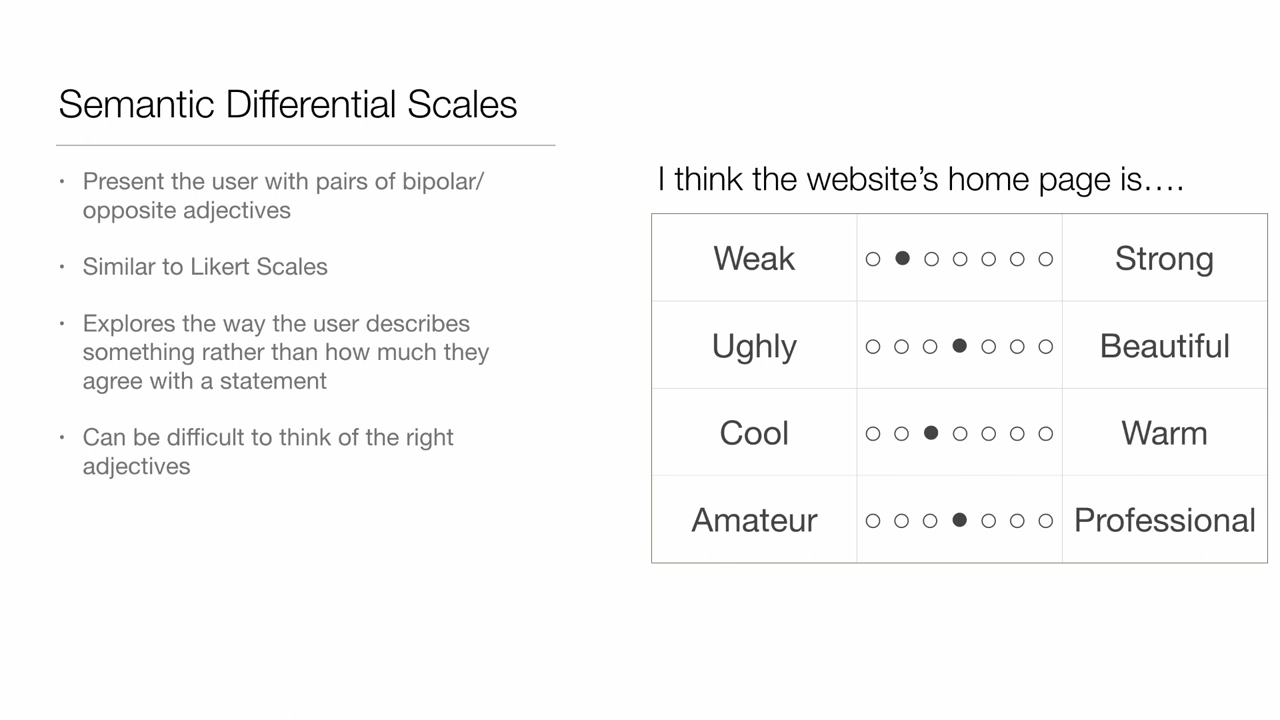 Semantic Differential Scales
• Present the user with pairs of bipolar/
opposite adjectives
• Similar to Likert Scales
• Explores the way the user describes
something rather than how much they
agree with a statement
• Can be difficult to think of the right
adjectives
I think the website’s home page is….
Weak ○ ● ○ ○ ○ ○ ○ Strong
Ughly ○ ○ ○ ● ○ ○ ○ Beautiful
Cool ○ ○ ● ○ ○ ○ ○ Warm
Amateur ○ ○ ○ ● ○ ○ ○ Professional